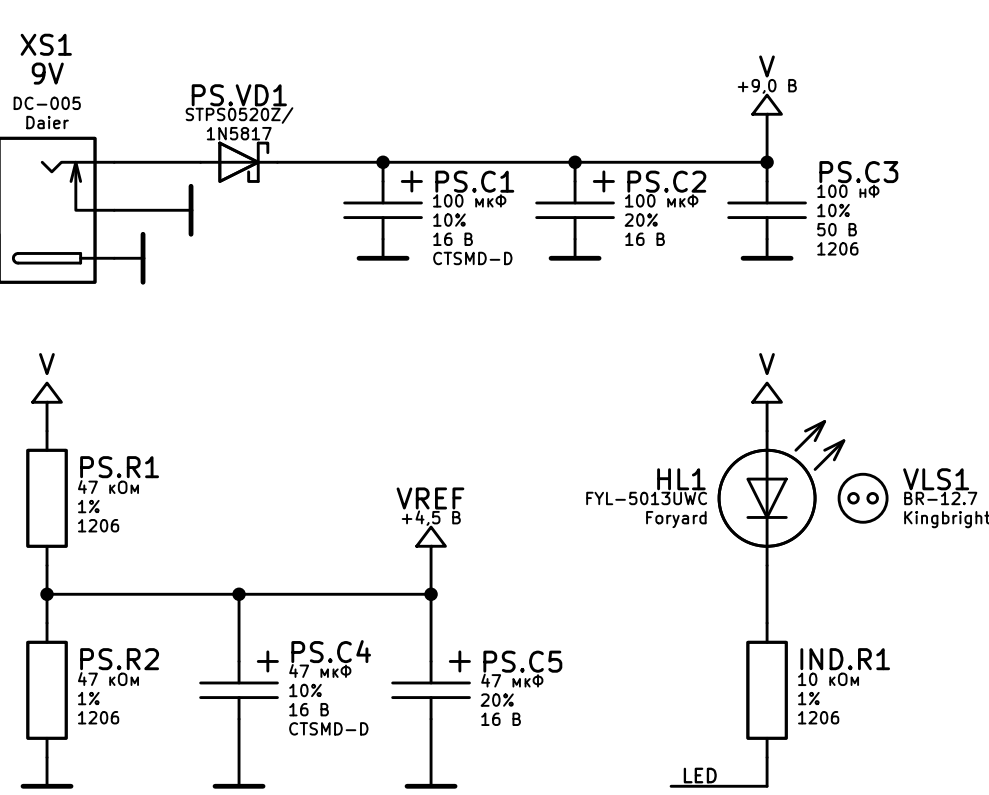 XS1
9V
DC-005
Daier
PS.VD1
STPS0520Z/
1N5817
V
+9,0 В
+ PS.C1
100 мкФ
10%
16 В
CTSMD-D
+ PS.C2
100 мкФ
20%
16 В
PS.C3
100 нФ
10%
50 В
1206
V
PS.R1
47 кОм
1%
1206
VREF
+4,5 В
PS.R2
47 кОм
1%
1206
+ PS.C4
47 мкФ
10%
16 В
CTSMD-D
+ PS.C5
47 мкФ
20%
16 В
V
HL1
FYL-5013UWC
Foryard
VLS1
BR-12.7
Kingbright
IND.R1
10 кОм
1%
1206
LED